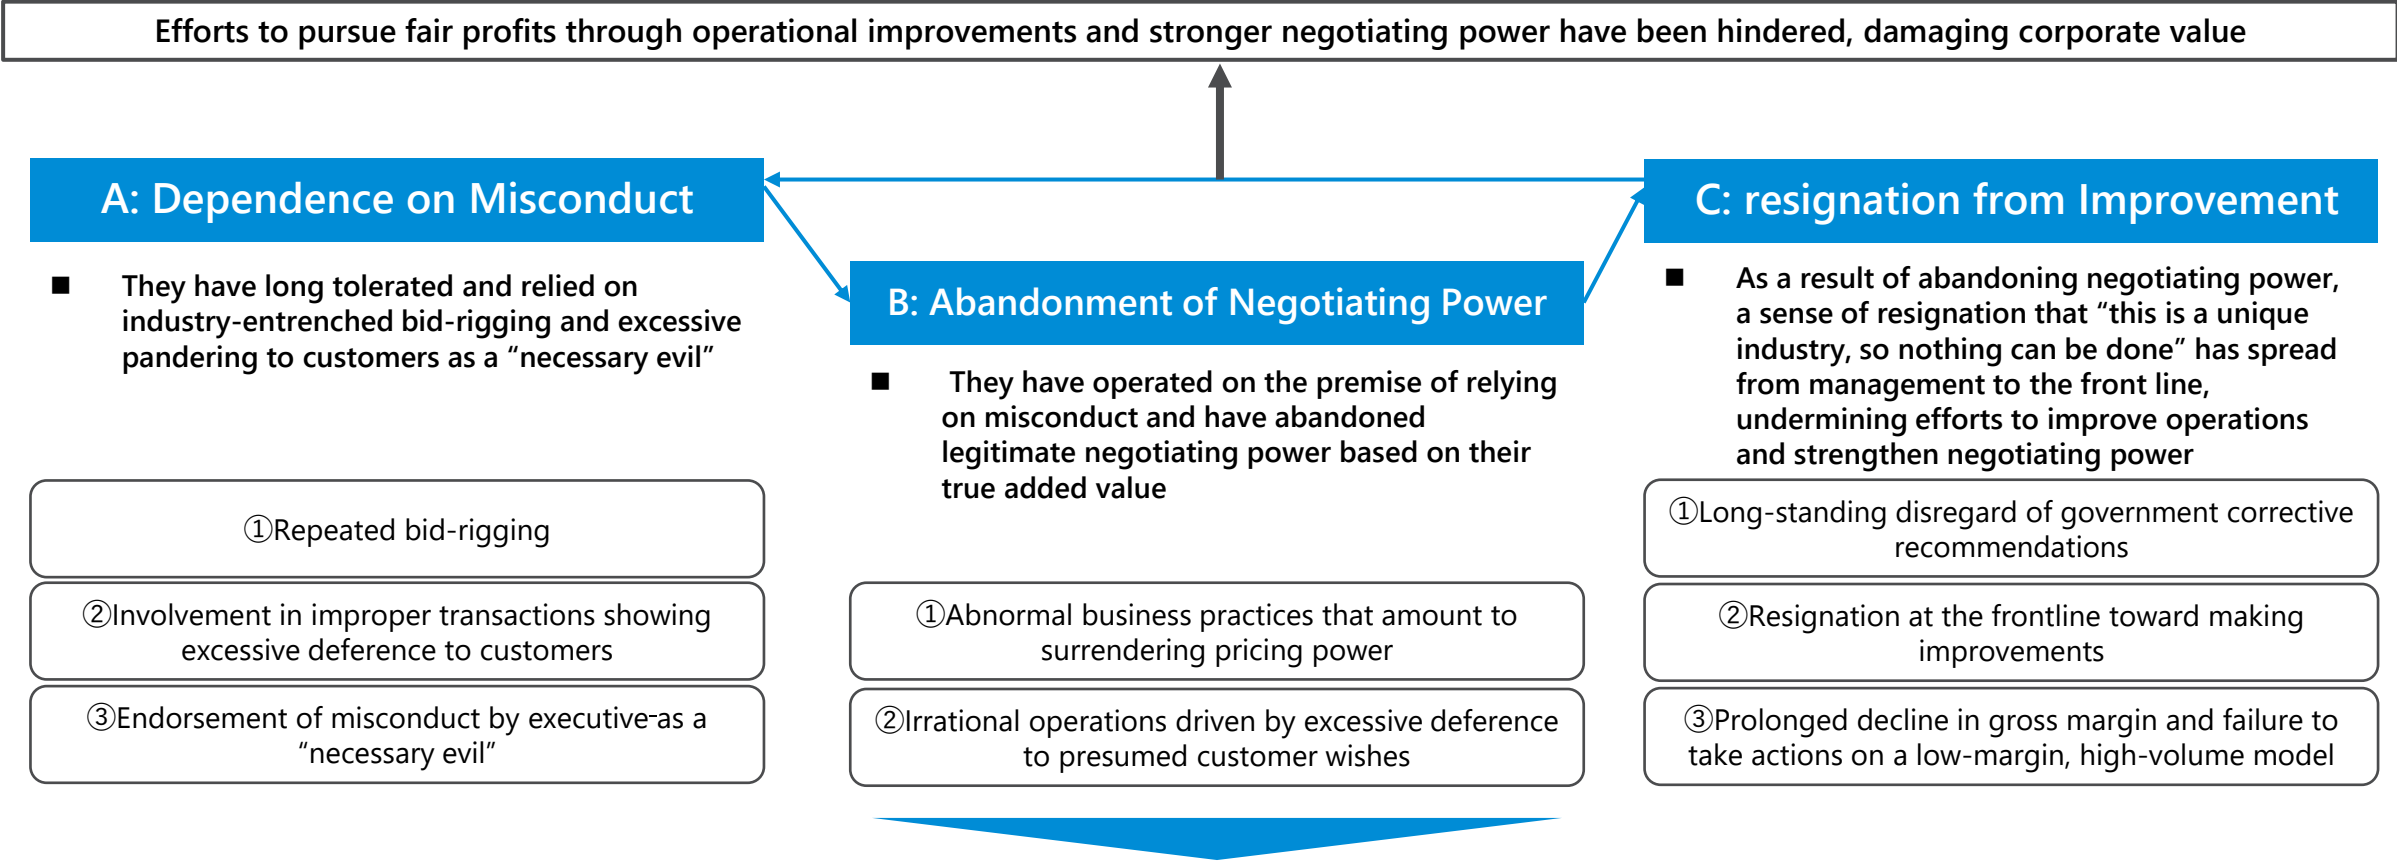 Efforts to pursue fair profits through operational improvements and stronger negotiating power have been hindered, damaging corporate value
A: Dependence on Misconduct
■ They have long tolerated and relied on
industry-entrenched bid-rigging and excessive
pandering to customers as a “necessary evil”
①Repeated bid-rigging
②Involvement in improper transactions showing
excessive deference to customers
③Endorsement of misconduct by executive-as a
“necessary evil”
B: Abandonment of Negotiating Power
■ They have operated on the premise of relying
on misconduct and have abandoned
legitimate negotiating power based on their
true added value
①Abnormal business practices that amount to
surrendering pricing power
②Irrational operations driven by excessive deference
to presumed customer wishes
C: resignation from Improvement
■ As a result of abandoning negotiating power,
a sense of resignation that “this is a unique
industry, so nothing can be done” has spread
from management to the front line,
undermining efforts to improve operations
and strengthen negotiating power
①Long-standing disregard of government corrective
recommendations
②Resignation at the frontline toward making
improvements
③Prolonged decline in gross margin and failure to
take actions on a low-margin, high-volume model